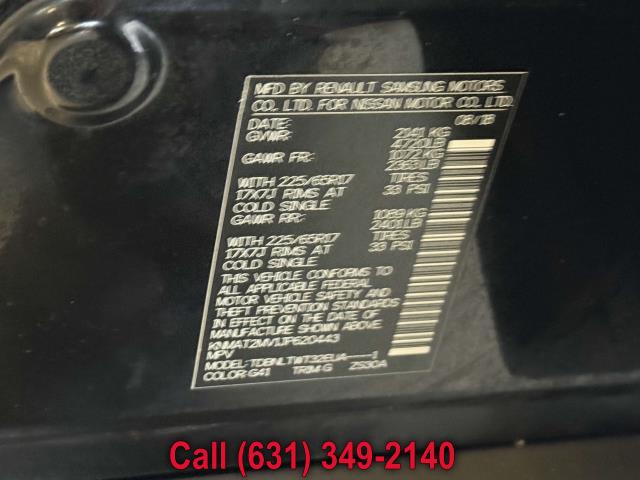 MFD BY RENAULT SAMSUNG MOTORS
CO., LTD. FOR NISSAN MOTOR CO., LTD.
DATE: 08/18
GVWR: 2041 KG
4720LB
GAWR FR: 1072 KG
2363LB
WITH 225/65R17 TIRES
17X7J RIMS AT 33 PSI
COLD SINGLE
GAWR RR: 1089 KG
2401LB
WITH 225/65R17 TIRES
17X7J RIMS AT 33 PSI
COLD SINGLE
THIS VEHICLE CONFORMS TO
ALL APPLICABLE FEDERAL
MOTOR VEHICLE SAFETY AND
THEFT PREVENTION STANDARDS
IN EFFECT ON THE DATE OF
MANUFACTURE SHOWN ABOVE.
KNMAT2MV1JP620443
MPV
COLOR: G41 TRIM: G
Call (631) 349-2140